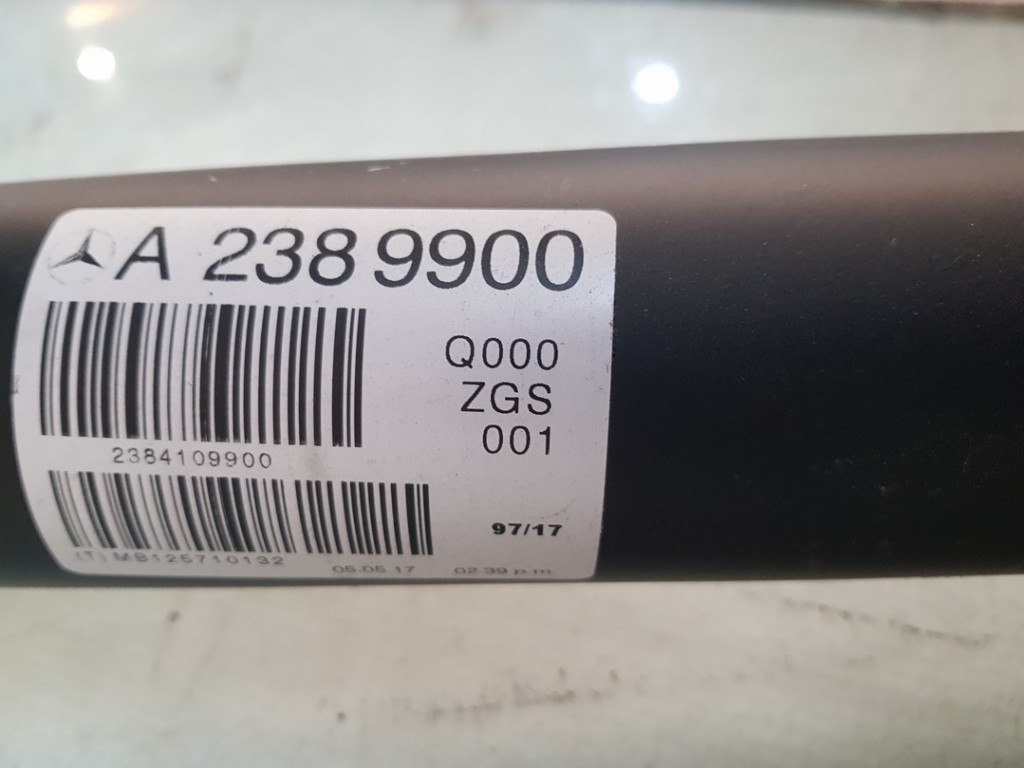 A 238 9900
Q000
ZGS
001
2384109900
97/17
(T) MB125710132
05.05.17 02:39 p.m.